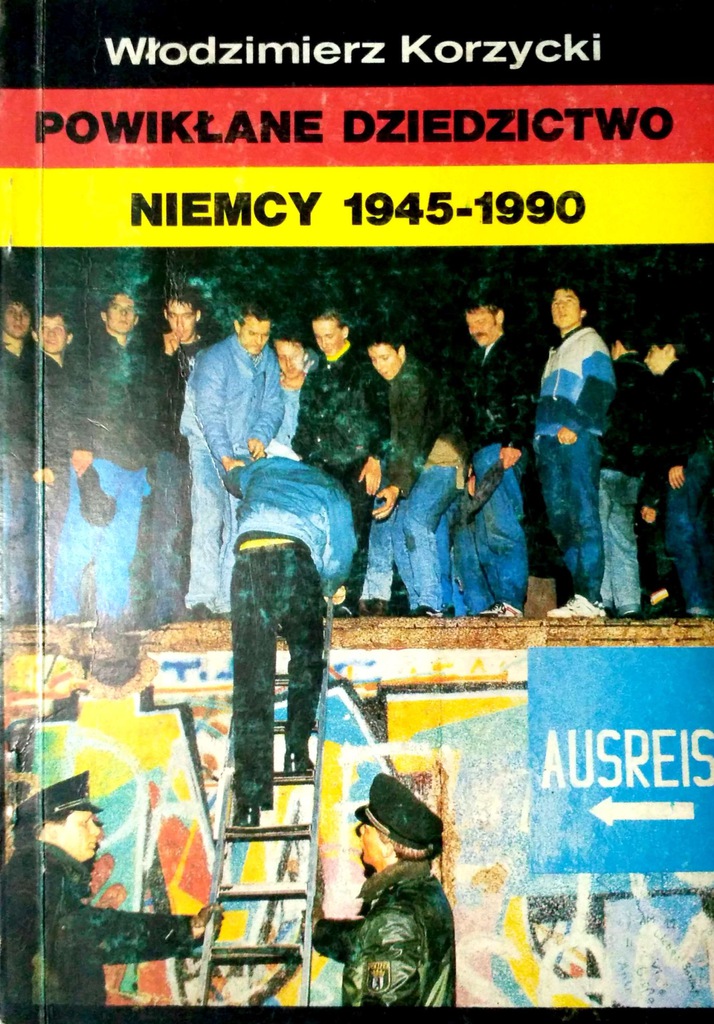 Włodzimierz Korzycki
POWIKŁANE DZIEDZICTWO
NIEMCY 1945-1990
AUSREIS